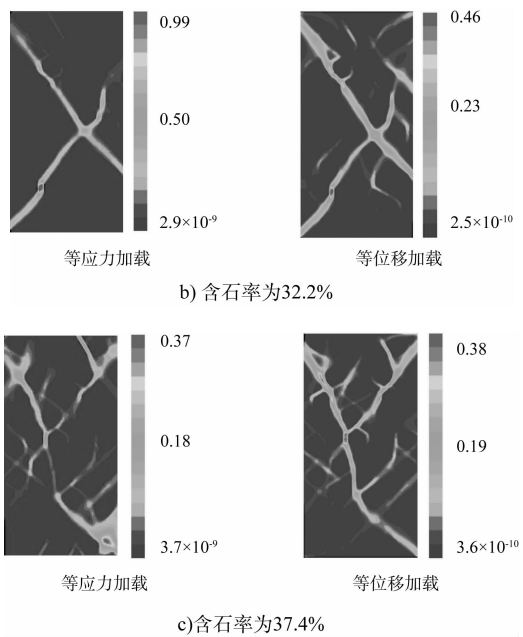 0.99
0.50
2.9×10-9
等应力加载
0.46
0.23
2.5×10-10
等位移加载
b) 含石率为32.2%
0.37
0.18
3.7×10-9
等应力加载
0.38
0.19
3.6×10-10
等位移加载
c)含石率为37.4%